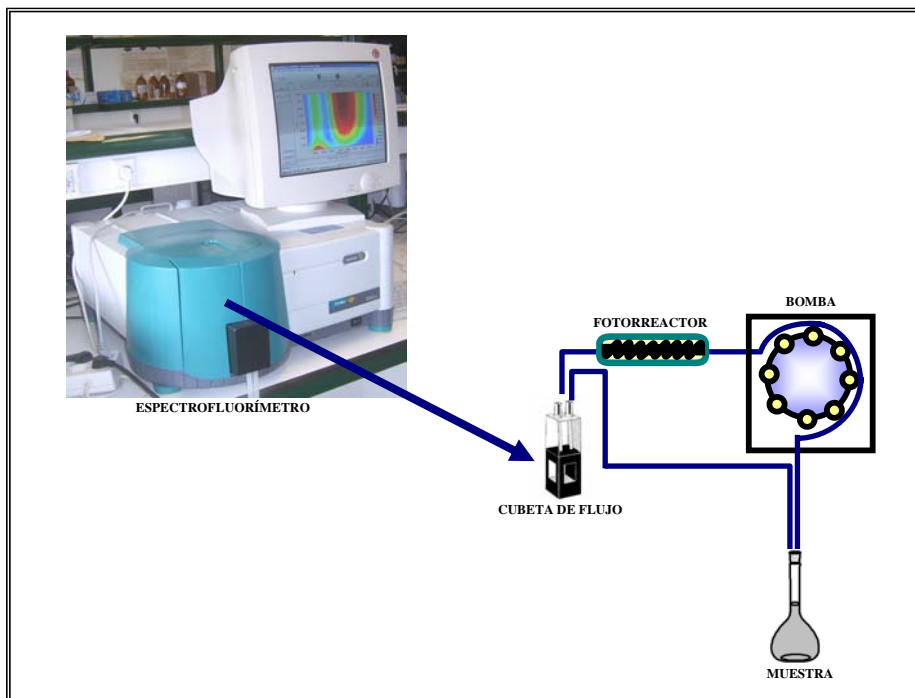 BOMBA
FOTORREACTOR
ESPECTROFLUORÍMETRO
CUBETA DE FLUJO
MUESTRA